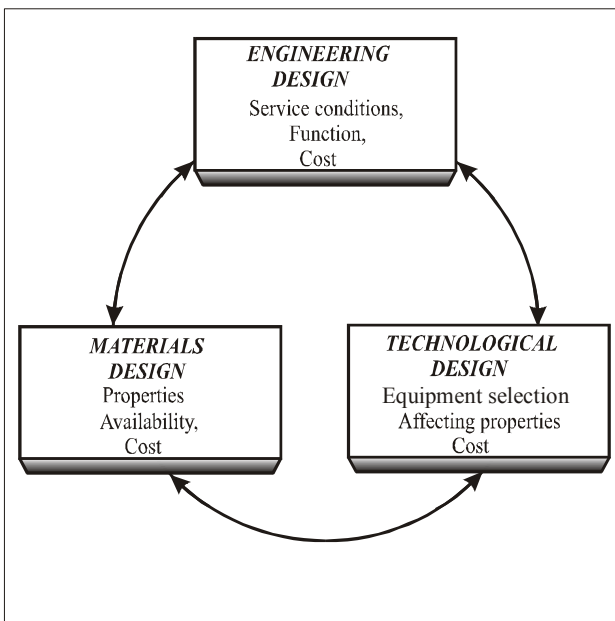 ENGINEERING
DESIGN
Service conditions,
Function,
Cost
MATERIALS
DESIGN
Properties
Availability,
Cost
TECHNOLOGICAL
DESIGN
Equipment selection
Affecting properties
Cost